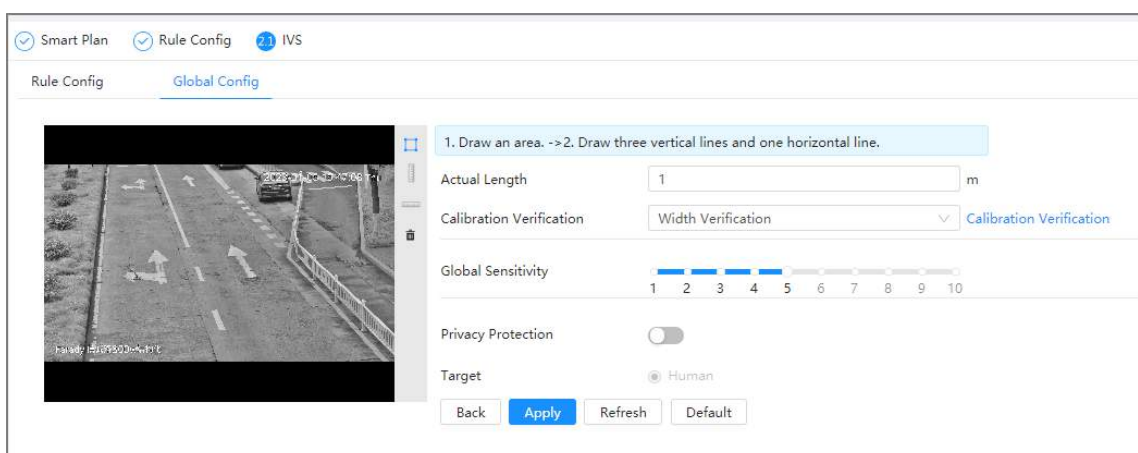 Smart Plan Rule Config 2.1 IVS
Rule Config Global Config
1. Draw an area. ->2. Draw three vertical lines and one horizontal line.
Actual Length 1 m
Calibration Verification Width Verification Calibration Verification
Global Sensitivity
1 2 3 4 5 6 7 8 9 10
Privacy Protection
Target Human
Back Apply Refresh Default